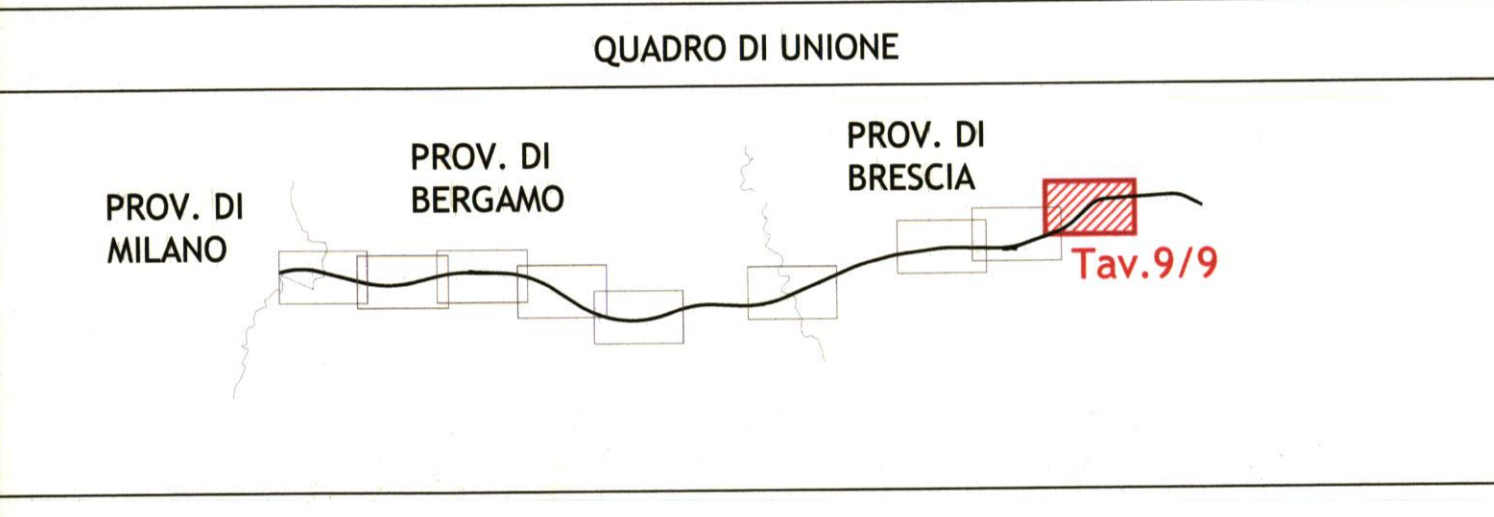 QUADRO DI UNIONE
PROV. DI
MILANO
PROV. DI
BERGAMO
PROV. DI
BRESCIA
Tav.9/9